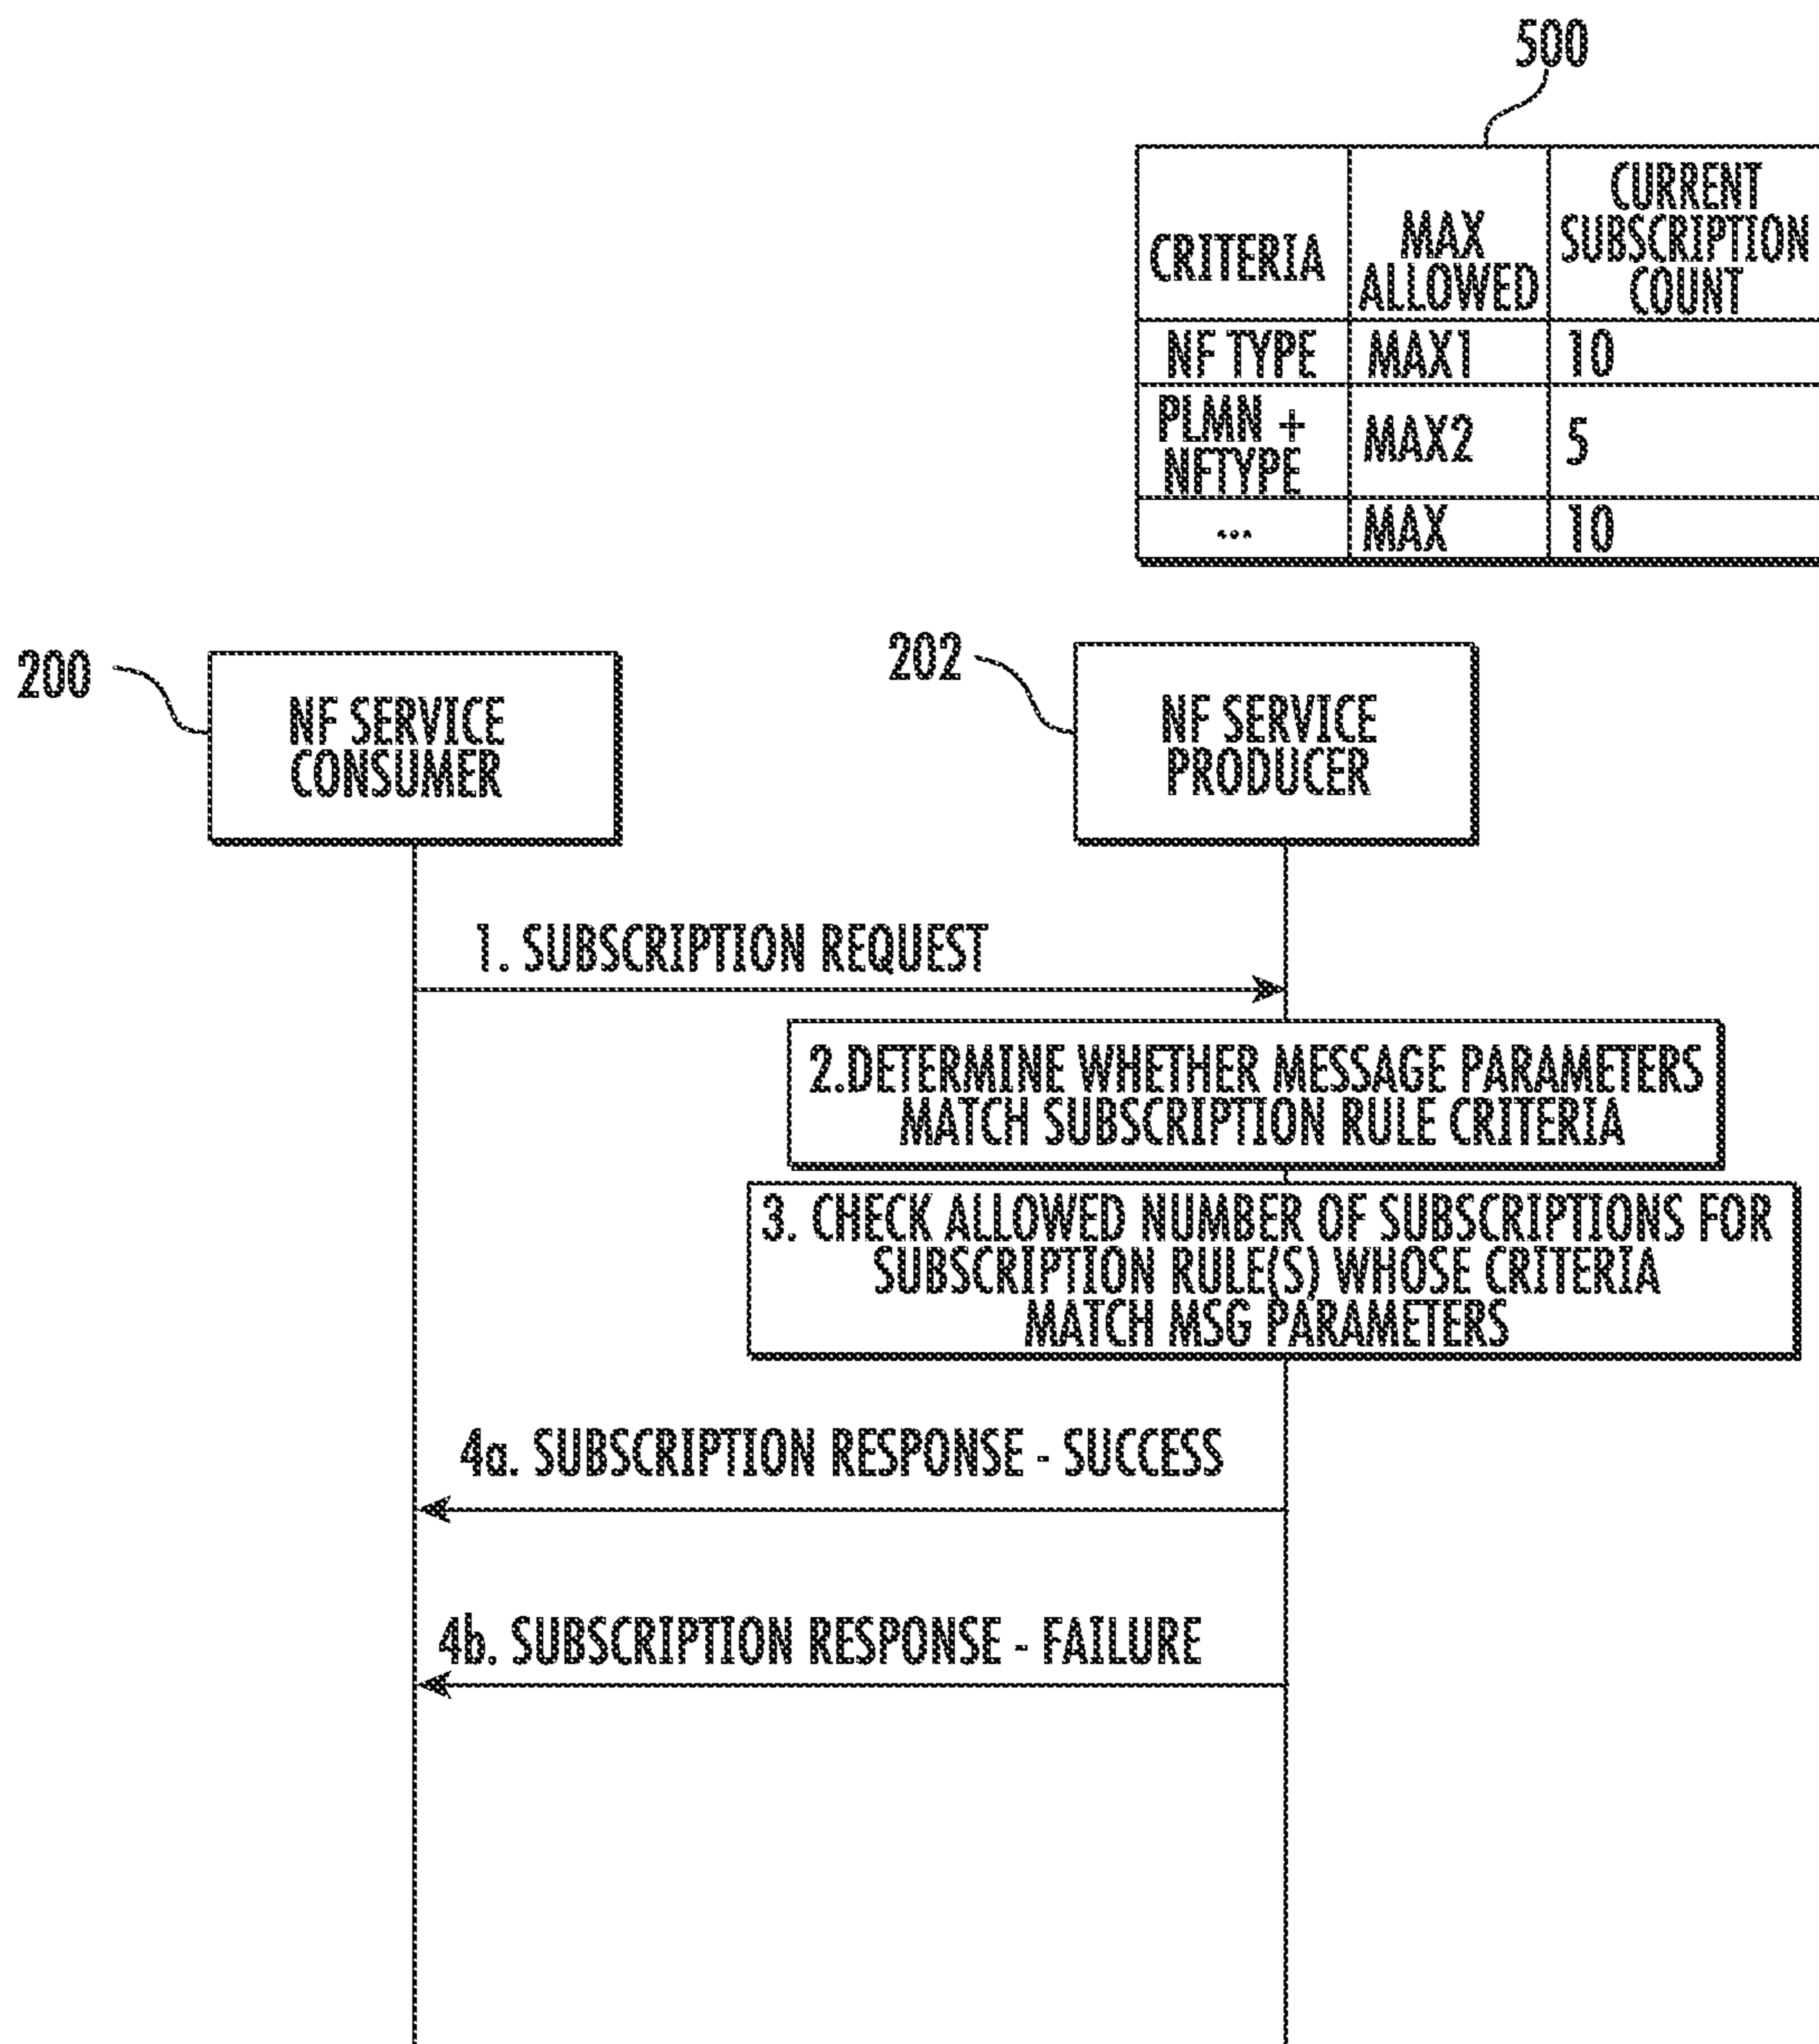 500
CRITERIA
MAX
ALLOWED
CURRENT
SUBSCRIPTION
COUNT
NF TYPE
MAX1
10
PLMN +
NFTYPE
MAX2
5
...
MAX
10
200
NF SERVICE
CONSUMER
202
NF SERVICE
PRODUCER
1. SUBSCRIPTION REQUEST
2.DETERMINE WHETHER MESSAGE PARAMETERS
MATCH SUBSCRIPTION RULE CRITERIA
3. CHECK ALLOWED NUMBER OF SUBSCRIPTIONS FOR
SUBSCRIPTION RULE(S) WHOSE CRITERIA
MATCH MSG PARAMETERS
4a. SUBSCRIPTION RESPONSE - SUCCESS
4b. SUBSCRIPTION RESPONSE - FAILURE